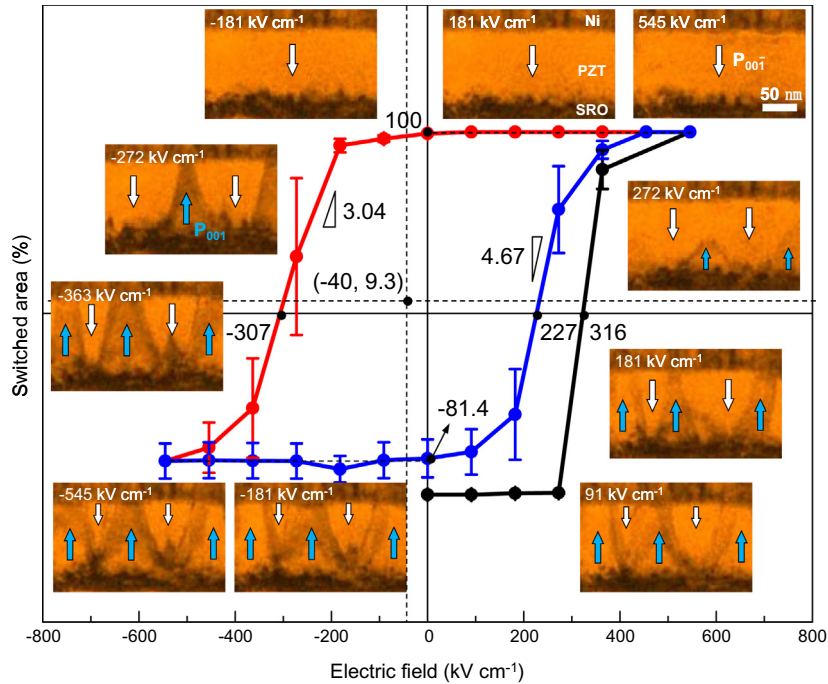 -181 kV cm⁻¹
181 kV cm⁻¹
Ni
PZT
SRO
545 kV cm⁻¹
P₀₀₁̄
50 nm
100
-272 kV cm⁻¹
P₀₀₁
3.04
272 kV cm⁻¹
4.67
(-40, 9.3)
-363 kV cm⁻¹
-307
227
316
181 kV cm⁻¹
-81.4
-545 kV cm⁻¹
-181 kV cm⁻¹
91 kV cm⁻¹
Switched area (%)
-800
-600
-400
-200
0
200
400
600
800
Electric field (kV cm⁻¹)